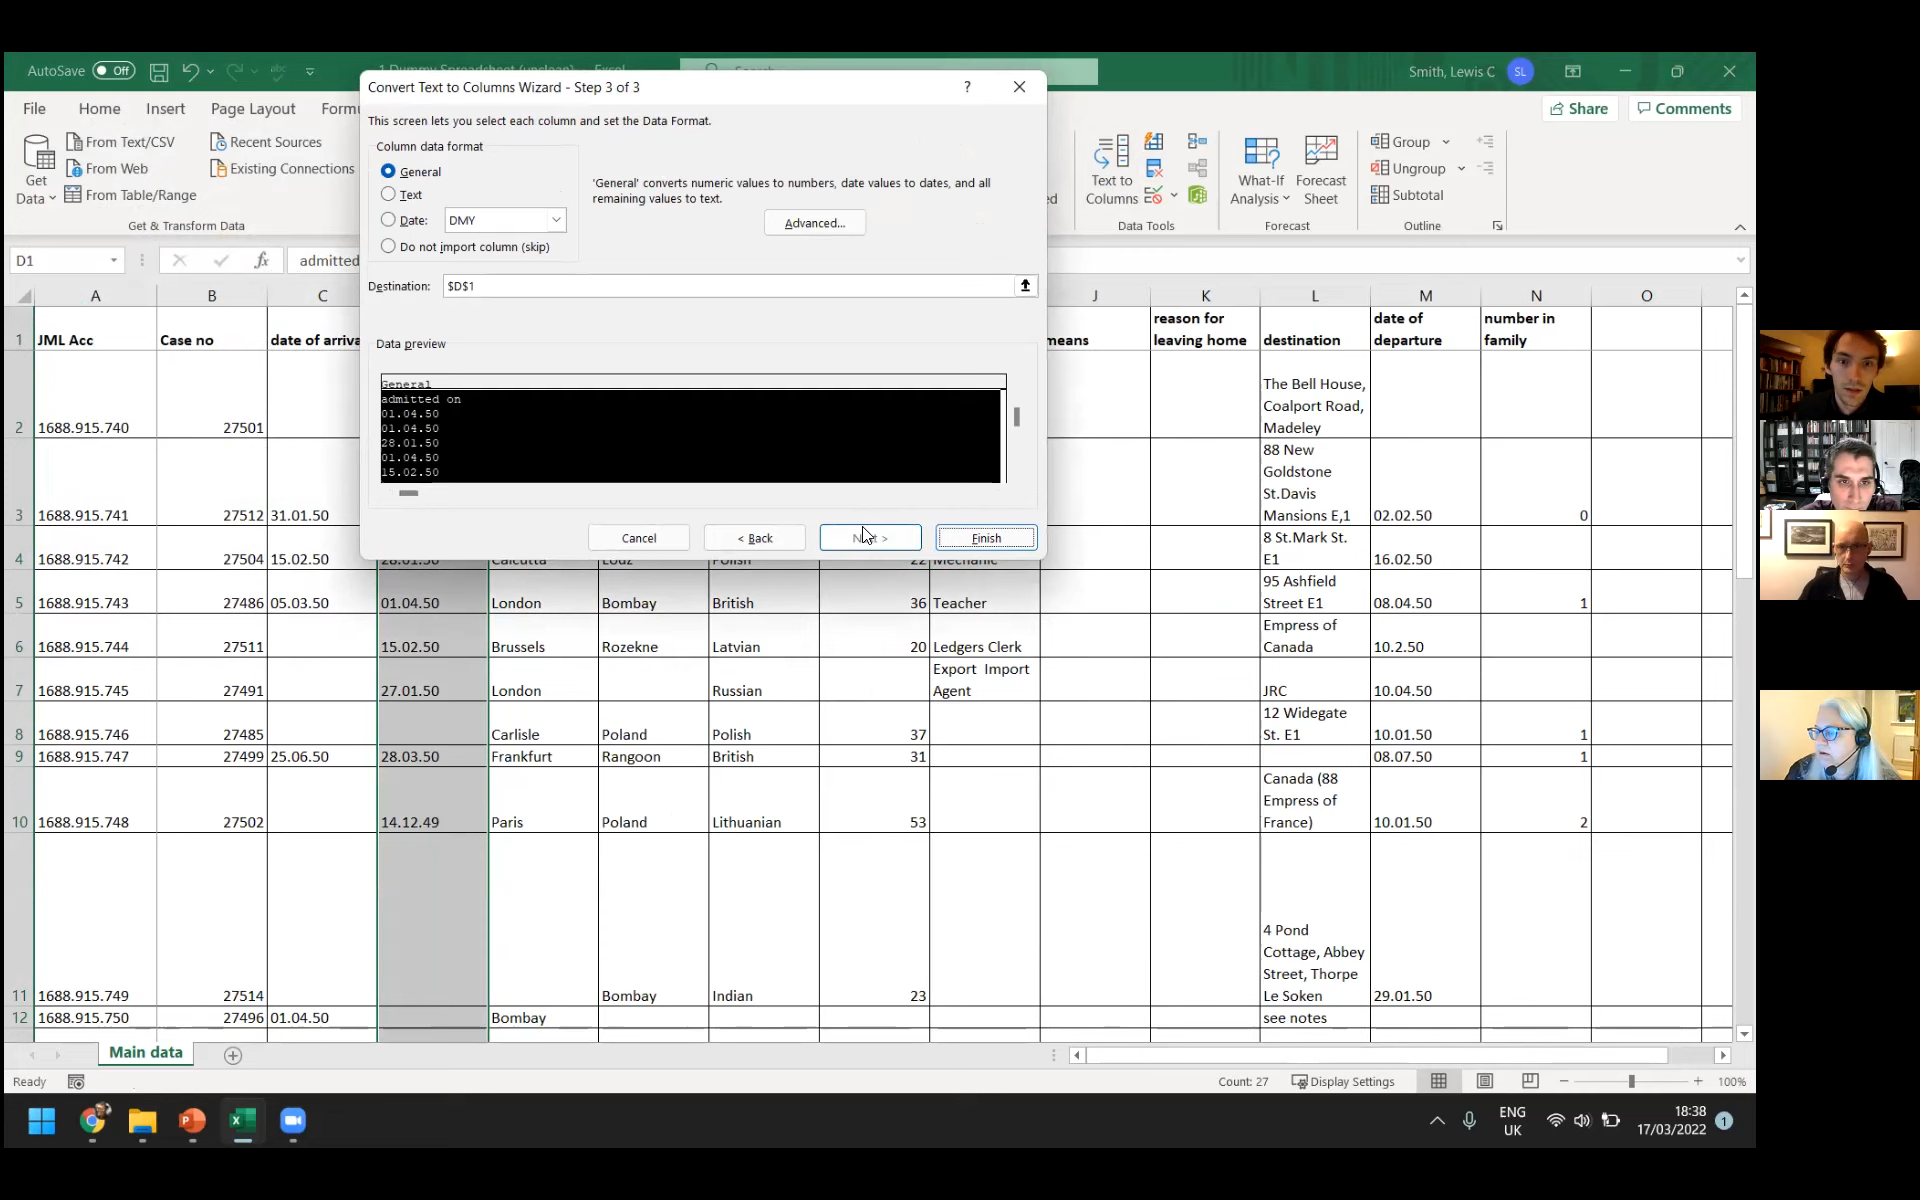 AutoSave Off
Smith, Lewis C SL
File Home Insert Page Layout
Share Comments
Get Data
From Text/CSV
From Web
From Table/Range
Recent Sources
Existing Connections
Get & Transform Data
Text to Columns
Data Tools
What-If Analysis
Forecast Sheet
Forecast
Group
Ungroup
Subtotal
Outline
Convert Text to Columns Wizard - Step 3 of 3 ?
This screen lets you select each column and set the Data Format.
Column data format
General
Text
Date: DMY
Do not import column (skip)
'General' converts numeric values to numbers, date values to dates, and all
remaining values to text.
Advanced...
Destination: $D$1
Data preview
General
admitted on
01.04.50
01.04.50
28.01.50
01.04.50
15.02.50
Cancel < Back Finish
D1 fx admitted
A B C J K L M N O
1 JML Acc Case no date of arriva means reason for leaving home destination date of departure number in family
2 1688.915.740 27501 The Bell House, Coalport Road, Madeley
3 1688.915.741 27512 31.01.50 88 New Goldstone St.Davis Mansions E,1 02.02.50 0
4 1688.915.742 27504 15.02.50 28.01.50 Calcutta Lodz Polish 22 Mechanic 8 St.Mark St. E1 16.02.50
5 1688.915.743 27486 05.03.50 01.04.50 London Bombay British 36 Teacher 95 Ashfield Street E1 08.04.50 1
6 1688.915.744 27511 15.02.50 Brussels Rozekne Latvian 20 Ledgers Clerk Empress of Canada 10.2.50
7 1688.915.745 27491 27.01.50 London Russian Export Import Agent JRC 10.04.50
8 1688.915.746 27485 Carlisle Poland Polish 37 12 Widegate St. E1 10.01.50 1
9 1688.915.747 27499 25.06.50 28.03.50 Frankfurt Rangoon British 31 08.07.50 1
10 1688.915.748 27502 14.12.49 Paris Poland Lithuanian 53 Canada (88 Empress of France) 10.01.50 2
11 1688.915.749 27514 Bombay Indian 23 4 Pond Cottage, Abbey Street, Thorpe Le Soken 29.01.50
12 1688.915.750 27496 01.04.50 Bombay see notes
Main data
Ready Count: 27 Display Settings 100%
ENG UK 18:38 17/03/2022 1